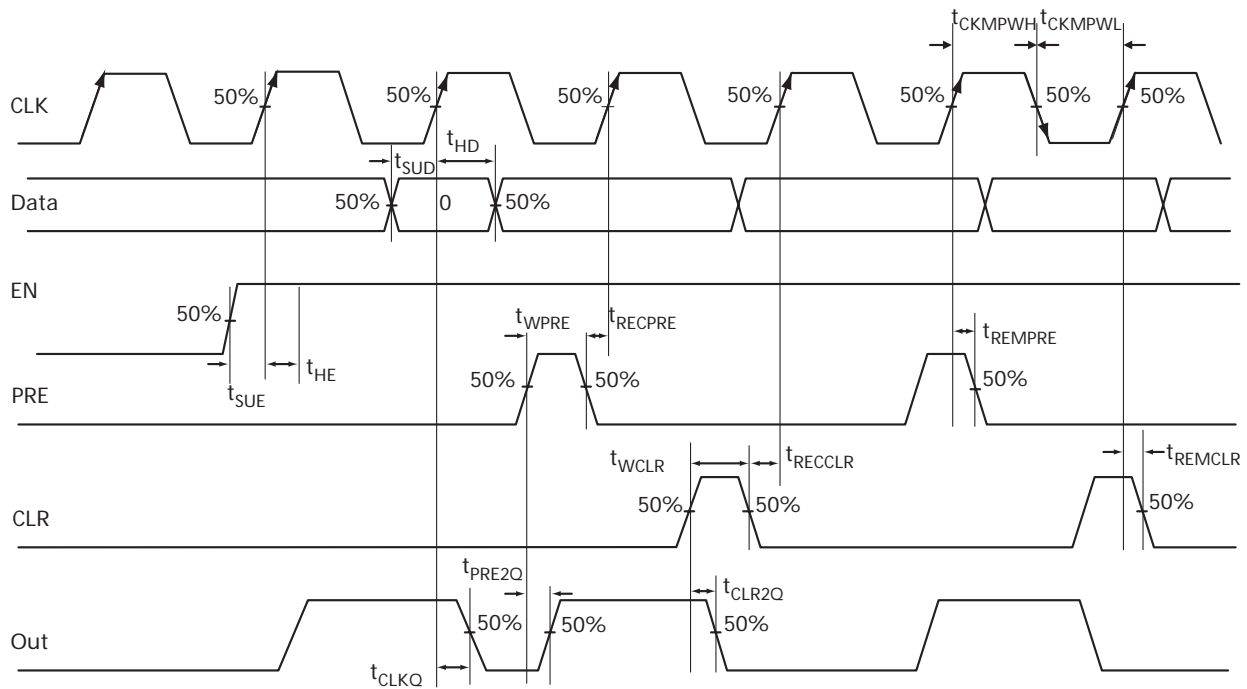 tCKMPWH tCKMPWL
CLK 50% 50% 50% 50% 50% 50% 50%
tSUD tHD
Data 50% 0 50%
EN 50%
tWPRE tRECPRE tREMPRE
tHE
tSUE
PRE 50% 50% 50%
tWCLR tRECCLR tREMCLR
CLR 50% 50% 50%
tPRE2Q tCLR2Q
Out 50% 50% 50%
tCLKQ